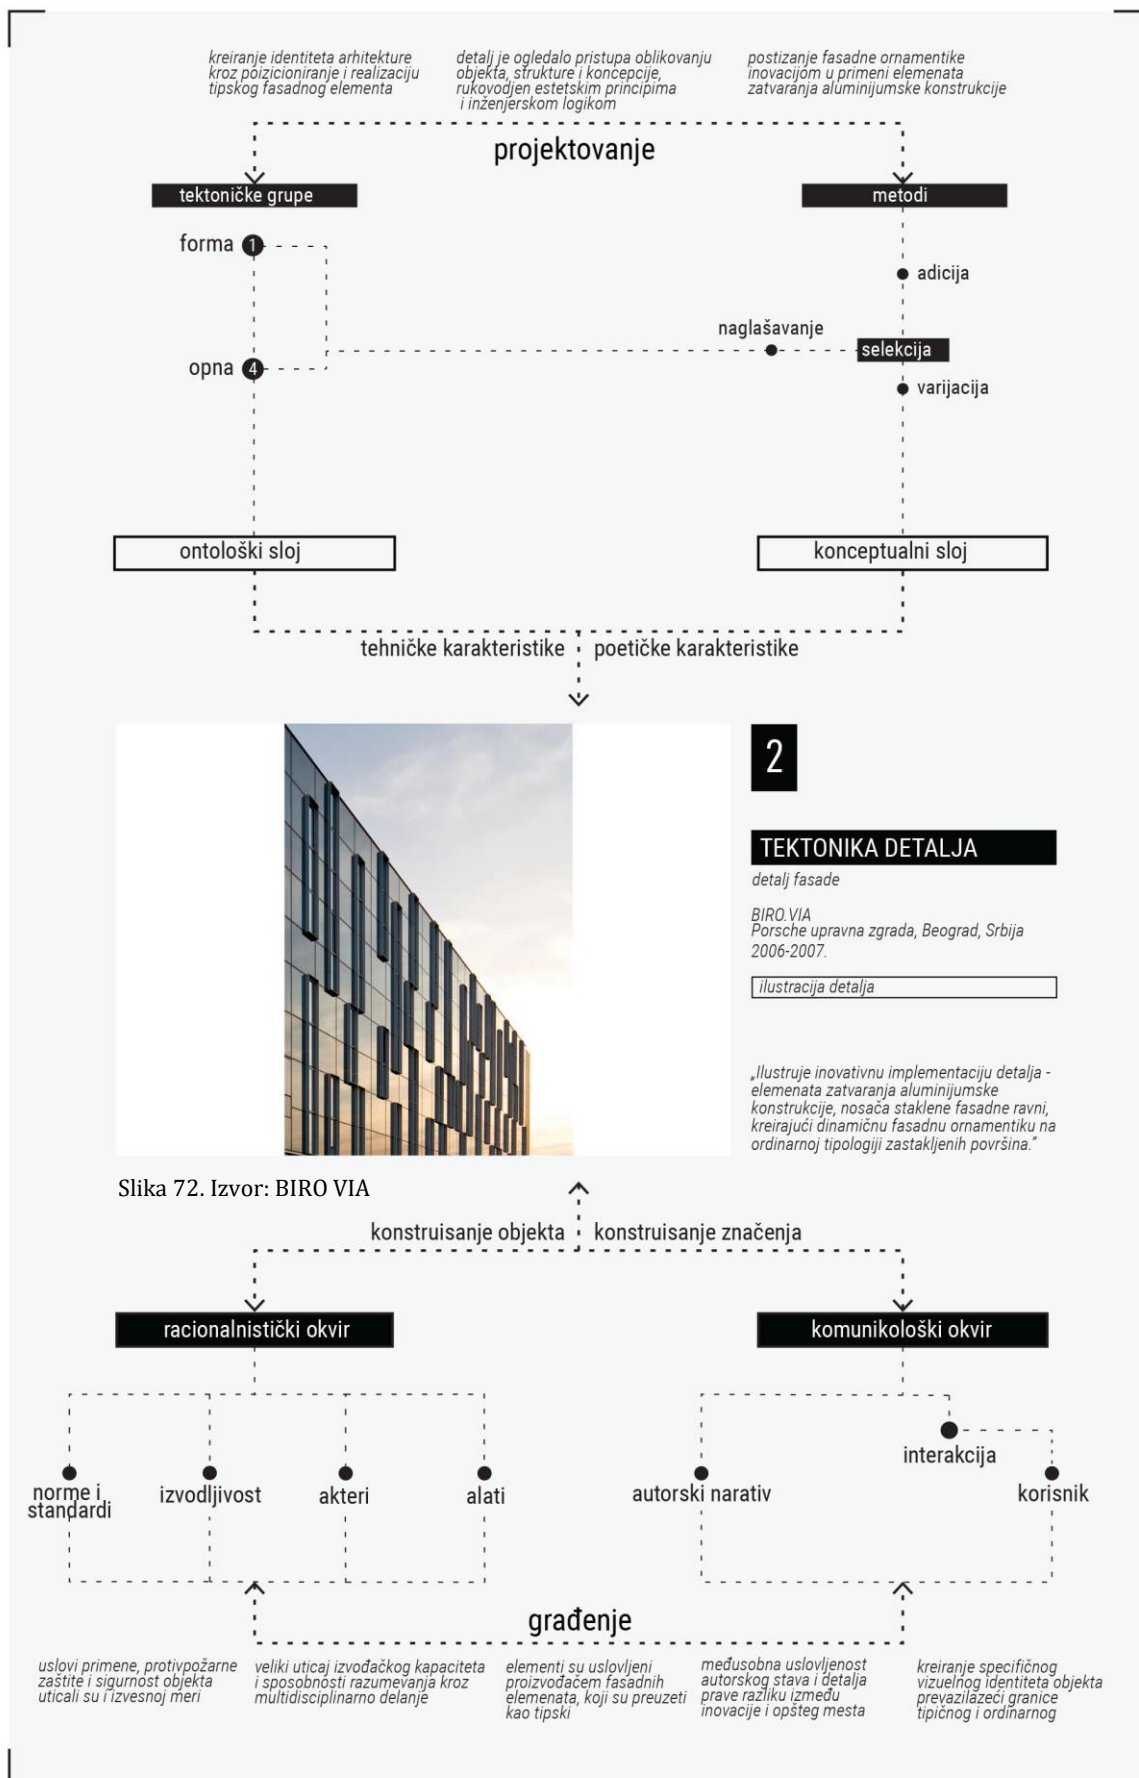 kreiranje identiteta arhitekture
kroz poizicioniranje i realizaciju
tipskog fasadnog elementa
detalj je ogledalo pristupa oblikovanju
objekta, strukture i koncepcije,
rukovodjen estetskim principima
i inženjerskom logikom
postizanje fasadne ornamentike
inovacijom u primeni elemenata
zatvaranja aluminijumske konstrukcije
projektovanje
tektoničke grupe
metodi
forma 1
adicija
naglašavanje
selekcija
opna 4
varijacija
ontološki sloj
konceptualni sloj
tehničke karakteristike
poetičke karakteristike
2
TEKTONIKA DETALJA
detalj fasade
BIRO.VIA
Porsche upravna zgrada, Beograd, Srbija
2006-2007.
ilustracija detalja
„Ilustruje inovativnu implementaciju detalja -
elemenata zatvaranja aluminijumske
konstrukcije, nosača staklene fasadne ravni,
kreirajući dinamičnu fasadnu ornamentiku na
ordinarnoj tipologiji zastakljenih površina.”
Slika 72. Izvor: BIRO VIA
konstruisanje objekta
konstruisanje značenja
racionalnistički okvir
komunikološki okvir
interakcija
norme i
standardi
izvodljivost
akteri
alati
autorski narativ
korisnik
građenje
uslovi primene, protivpožarne
zaštite i sigurnost objekta
uticali su i izvesnoj meri
veliki uticaj izvođačkog kapaciteta
i sposobnosti razumevanja kroz
multidisciplinarno delanje
elementi su uslovljeni
proizvođačem fasadnih
elemenata, koji su preuzeti
kao tipski
međusobna uslovljenost
autorskog stava i detalja
prave razliku između
inovacije i opšteg mesta
kreiranje specifičnog
vizuelnog identiteta objekta
prevazilazeći granice
tipičnog i ordinarnog